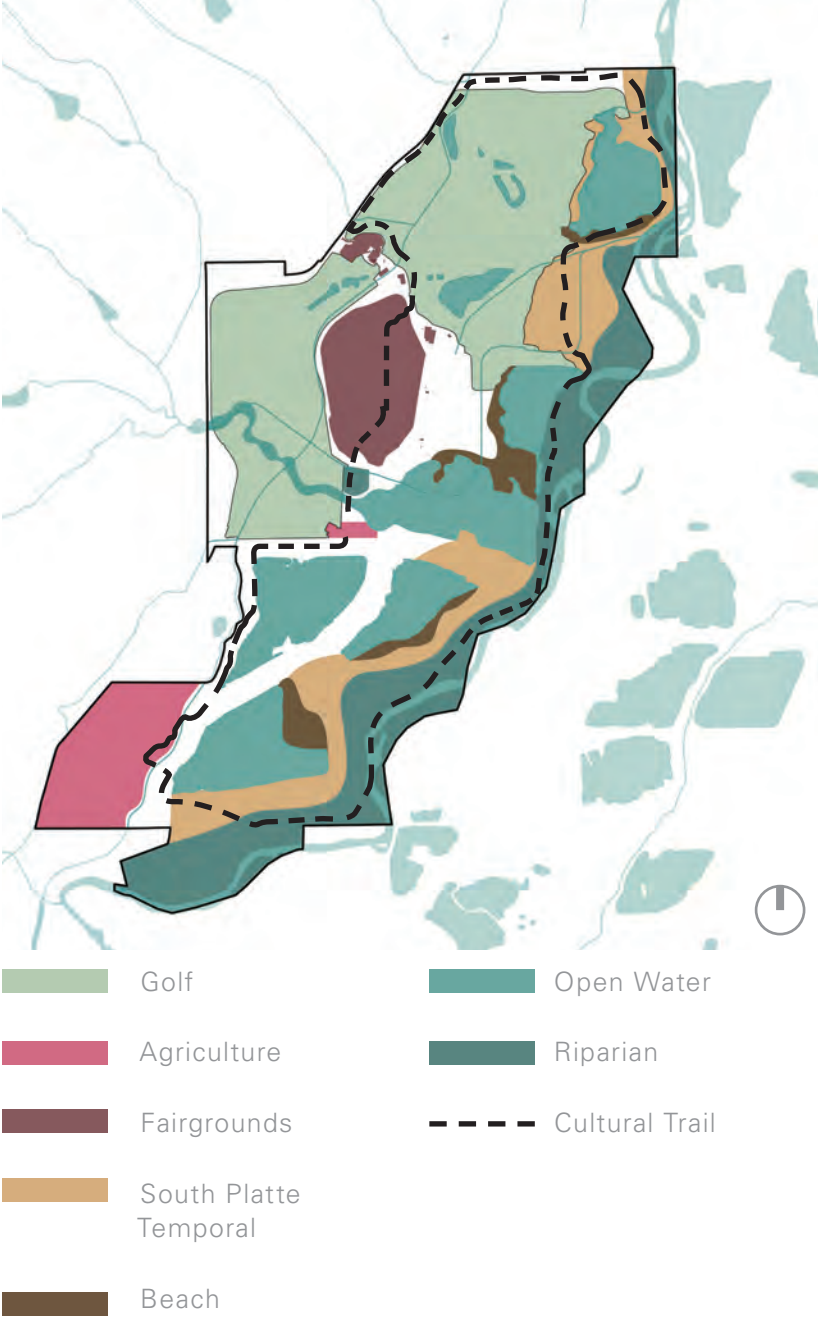 Golf
Agriculture
Fairgrounds
South Platte
Temporal
Beach
Open Water
Riparian
Cultural Trail